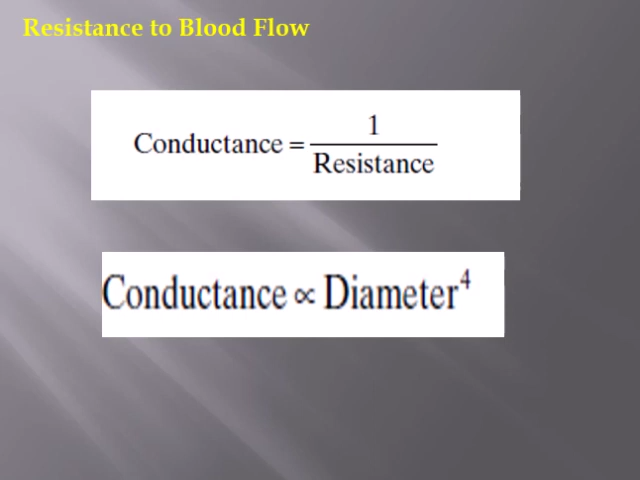 Resistance to Blood Flow
Conductance = 1/Resistance
Conductance ∝ Diameter⁴